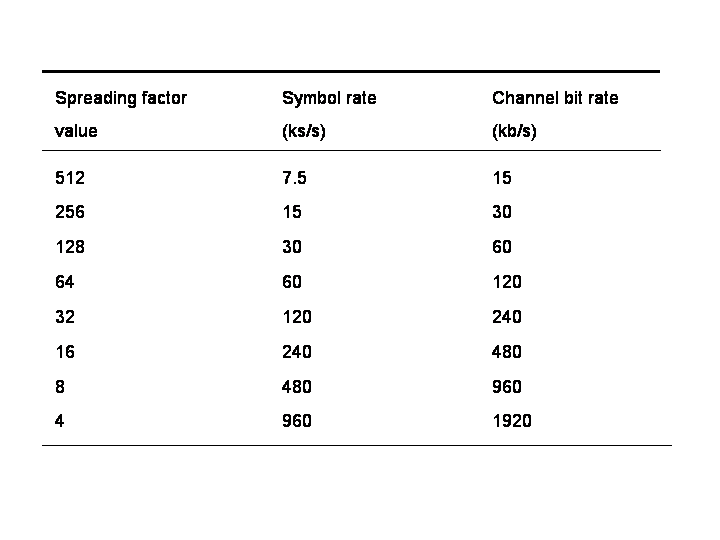 Spreading factor Symbol rate Channel bit rate
value (ks/s) (kb/s)
512 7.5 15
256 15 30
128 30 60
64 60 120
32 120 240
16 240 480
8 480 960
4 960 1920